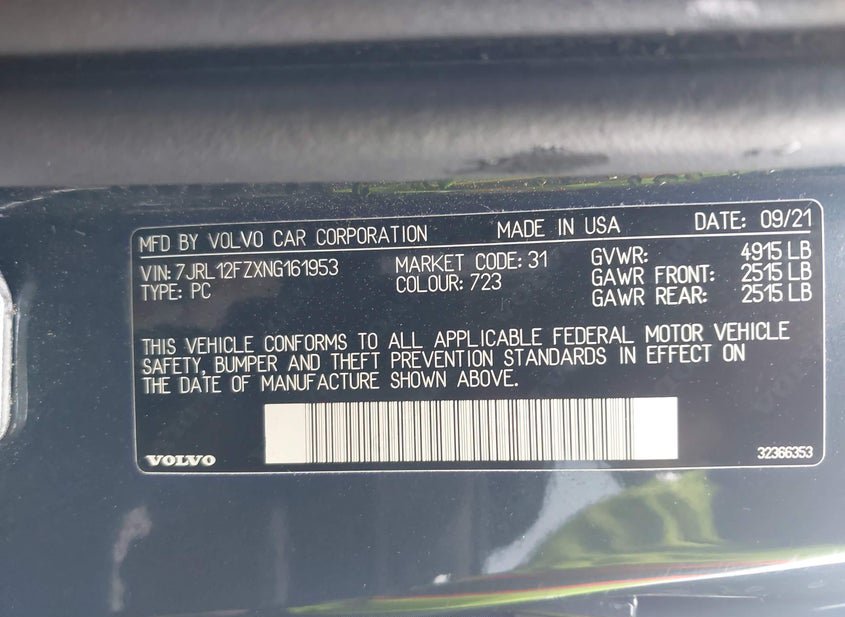 MFD BY VOLVO CAR CORPORATION MADE IN USA DATE: 09/21
VIN: 7JRL12FZXNG161953 MARKET CODE: 31 GVWR: 4915 LB
TYPE: PC COLOUR: 723 GAWR FRONT: 2515 LB
GAWR REAR: 2515 LB
THIS VEHICLE CONFORMS TO ALL APPLICABLE FEDERAL MOTOR VEHICLE
SAFETY, BUMPER AND THEFT PREVENTION STANDARDS IN EFFECT ON
THE DATE OF MANUFACTURE SHOWN ABOVE.
VOLVO 32366353